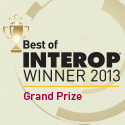 Best of
INTEROP®
WINNER 2013
Grand Prize